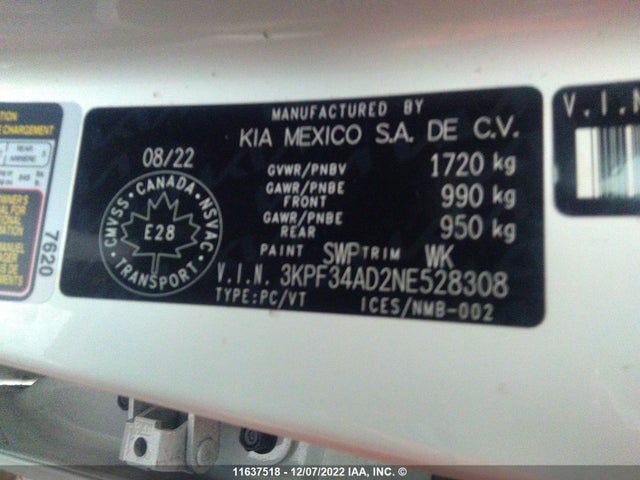 CHARGEMENT
REAR
7620
MANUFACTURED BY
KIA MEXICO S.A. DE C.V.
08/22
GVWR/PNBV 1720 kg
GAWR/PNBE FRONT 990 kg
GAWR/PNBE REAR 950 kg
PAINT SWP TRIM WK
V.I.N. 3KPF34AD2NE528308
TYPE:PC/VT ICES/NMB-002
CMVSS • CANADA • NSVAC • TRANSPORT •
E28
V.I.N
11637518 - 12/07/2022 IAA, INC. ©